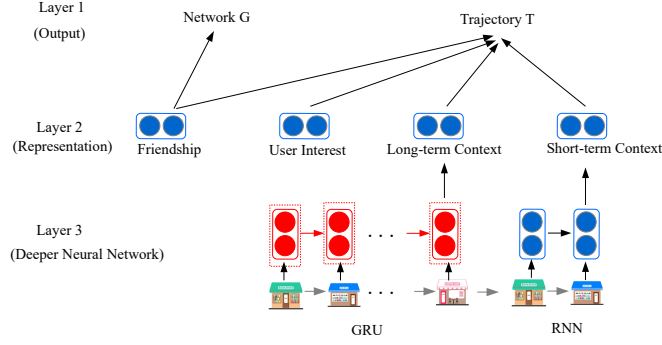 Layer 1
(Output)
Network G
Trajectory T
Layer 2
(Representation)
Friendship
User Interest
Long-term Context
Short-term Context
Layer 3
(Deeper Neural Network)
. . .
. . .
GRU
RNN